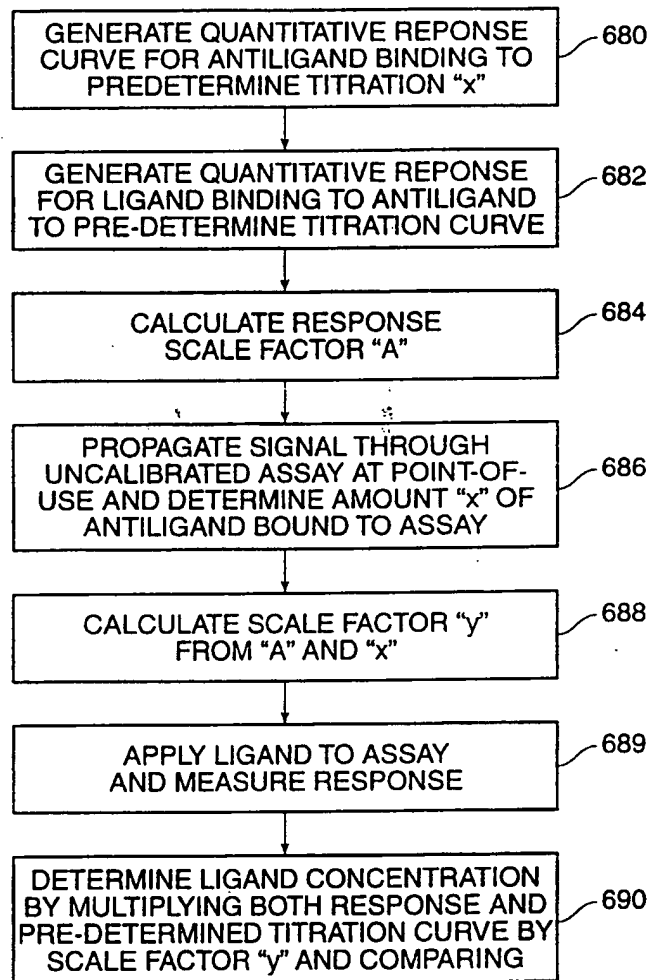 GENERATE QUANTITATIVE REPONSE
CURVE FOR ANTILIGAND BINDING TO
PREDETERMINE TITRATION “x”
680
GENERATE QUANTITATIVE REPONSE
FOR LIGAND BINDING TO ANTILIGAND
TO PRE-DETERMINE TITRATION CURVE
682
CALCULATE RESPONSE
SCALE FACTOR “A”
684
PROPAGATE SIGNAL THROUGH
UNCALIBRATED ASSAY AT POINT-OF-
USE AND DETERMINE AMOUNT “x” OF
ANTILIGAND BOUND TO ASSAY
686
CALCULATE SCALE FACTOR “y”
FROM “A” AND “x”
688
APPLY LIGAND TO ASSAY
AND MEASURE RESPONSE
689
DETERMINE LIGAND CONCENTRATION
BY MULTIPLYING BOTH RESPONSE AND
PRE-DETERMINED TITRATION CURVE BY
SCALE FACTOR “y” AND COMPARING
690